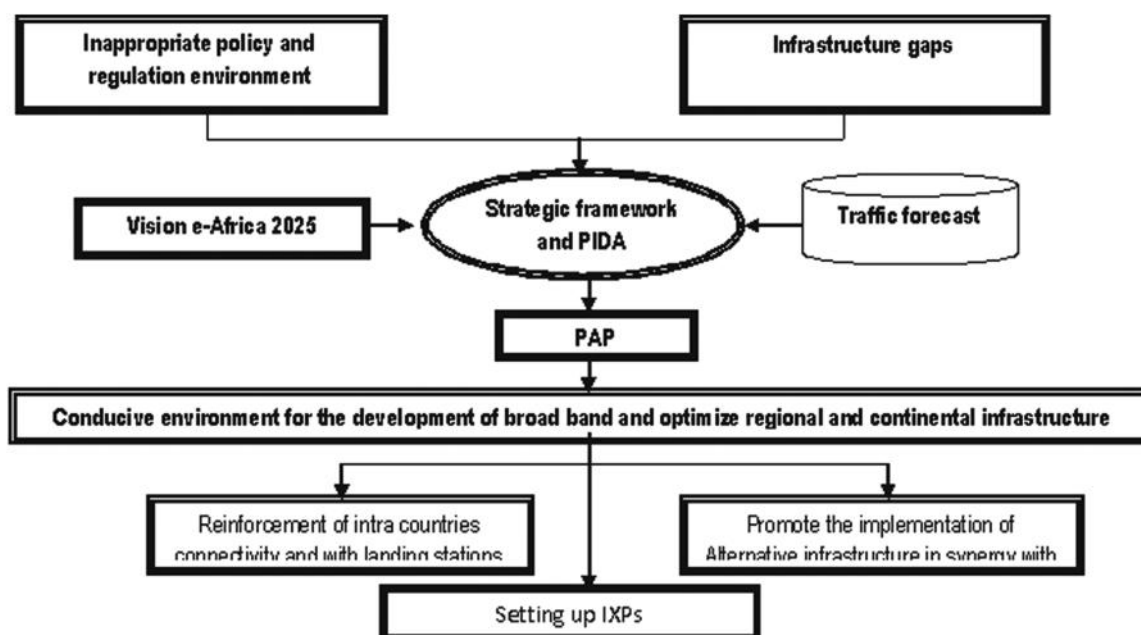 Inappropriate policy and
regulation environment
Infrastructure gaps
Vision e-Africa 2025
Strategic framework
and PIDA
Traffic forecast
PAP
Conducive environment for the development of broad band and optimize regional and continental infrastructure
Reinforcement of intra countries
connectivity and with landing stations
Promote the implementation of
Alternative infrastructure in synergy with
Setting up IXPs